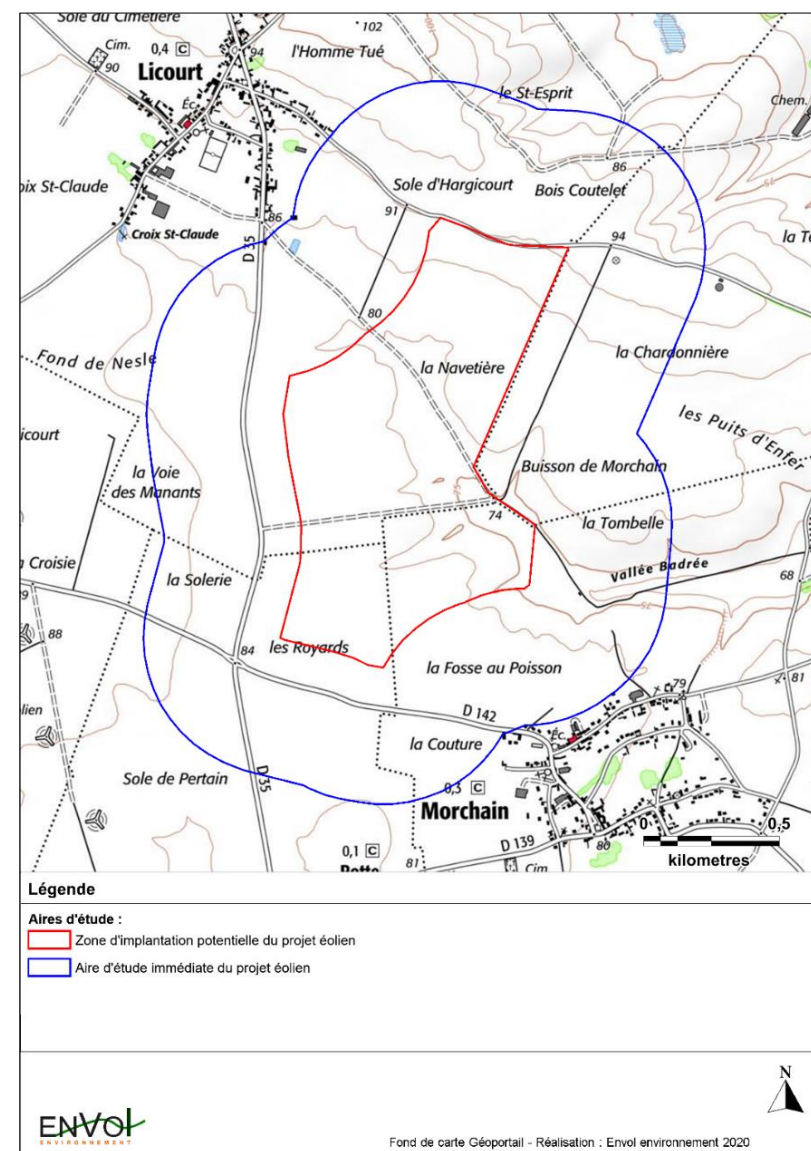 Sole du Cimetière
102
0,4 C
94
l'Homme Tué
Cim.
90
Licourt
le St-Esprit
Chem.
Éc.
86
75
oix St-Claude
Sole d'Hargicourt
Bois Coutelet
91
86
Croix St-Claude
94
la T
D 35
80
la Navetière
la Chardonnière
Fond de Nesle
les Puits d'Enfer
icourt
la Voie
des Manants
Buisson de Morchain
74
la Tombelle
Croisie
la Solerie
Vallée Badrée
68
75
88
les Royards
84
la Fosse au Poisson
79
81
lien
D 142
la Couture
Éc.
Sole de Pertain
D 35
0,3 C
Morchain
0 0,5
kilometres
0,1 C
81
D 139
80
Cim.
Légende
Aires d'étude :
Zone d'implantation potentielle du projet éolien
Aire d'étude immédiate du projet éolien
N
ENVOl
ENVIRONNEMENT
Fond de carte Géoportail - Réalisation : Envol environnement 2020